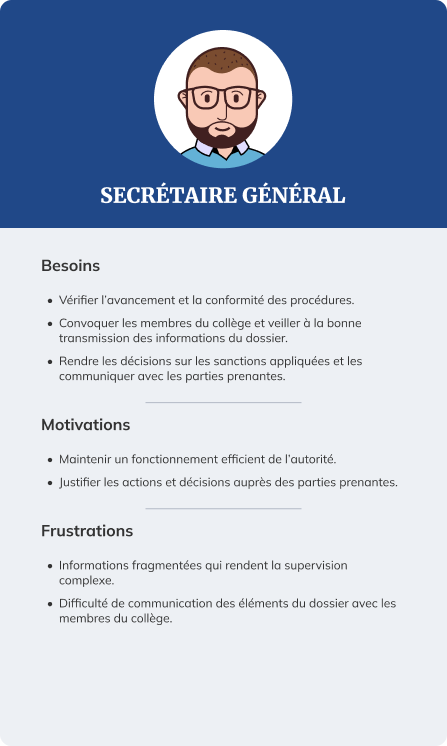 SECRÉTAIRE GÉNÉRAL
Besoins
• Vérifier l'avancement et la conformité des procédures.
• Convoquer les membres du collège et veiller à la bonne
transmission des informations du dossier.
• Rendre les décisions sur les sanctions appliquées et les
communiquer avec les parties prenantes.
Motivations
• Maintenir un fonctionnement efficient de l'autorité.
• Justifier les actions et décisions auprès des parties prenantes.
Frustrations
• Informations fragmentées qui rendent la supervision
complexe.
• Difficulté de communication des éléments du dossier avec les
membres du collège.